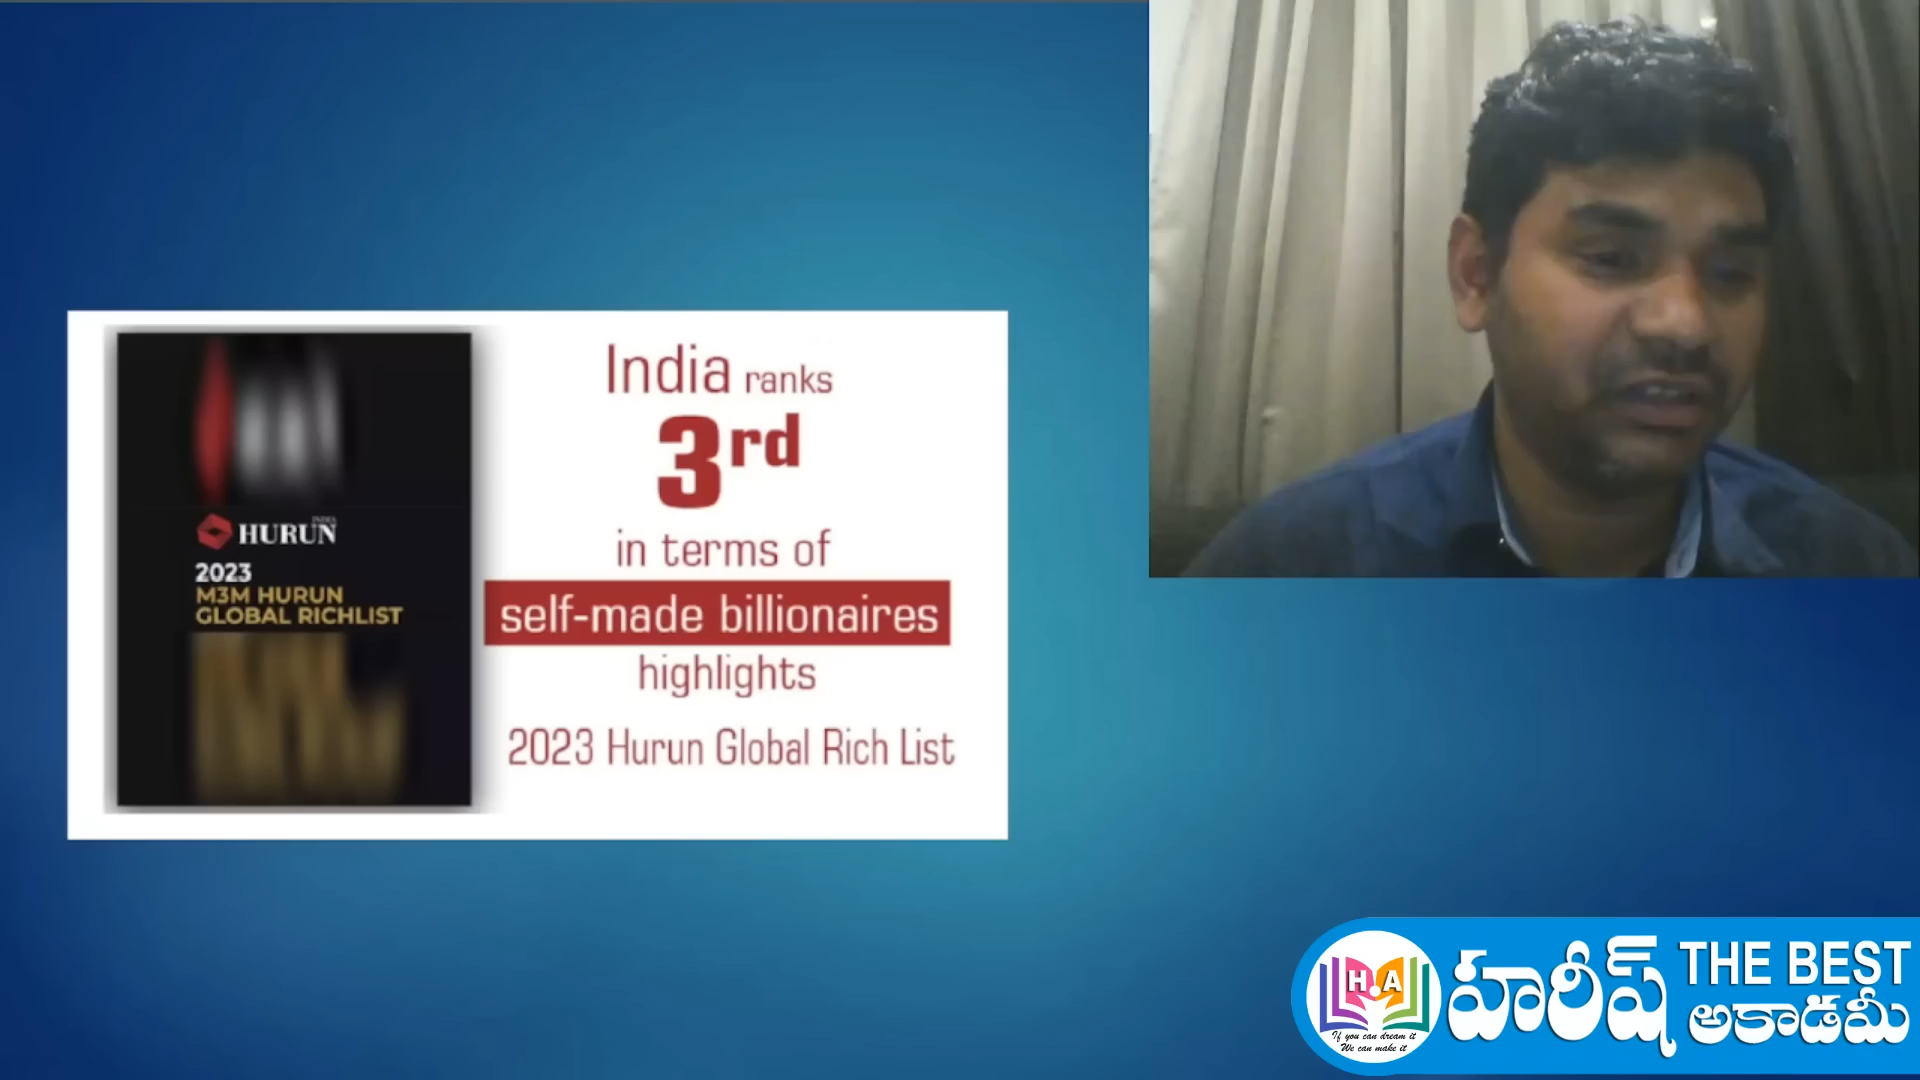 India ranks
3rd
in terms of
self-made billionaires
highlights
2023 Hurun Global Rich List
INDIA
HURUN
2023
M3M HURUN
GLOBAL RICHLIST
H.A
If you can dream it
We can make it
హరీష్ THE BEST
అకాడమీ